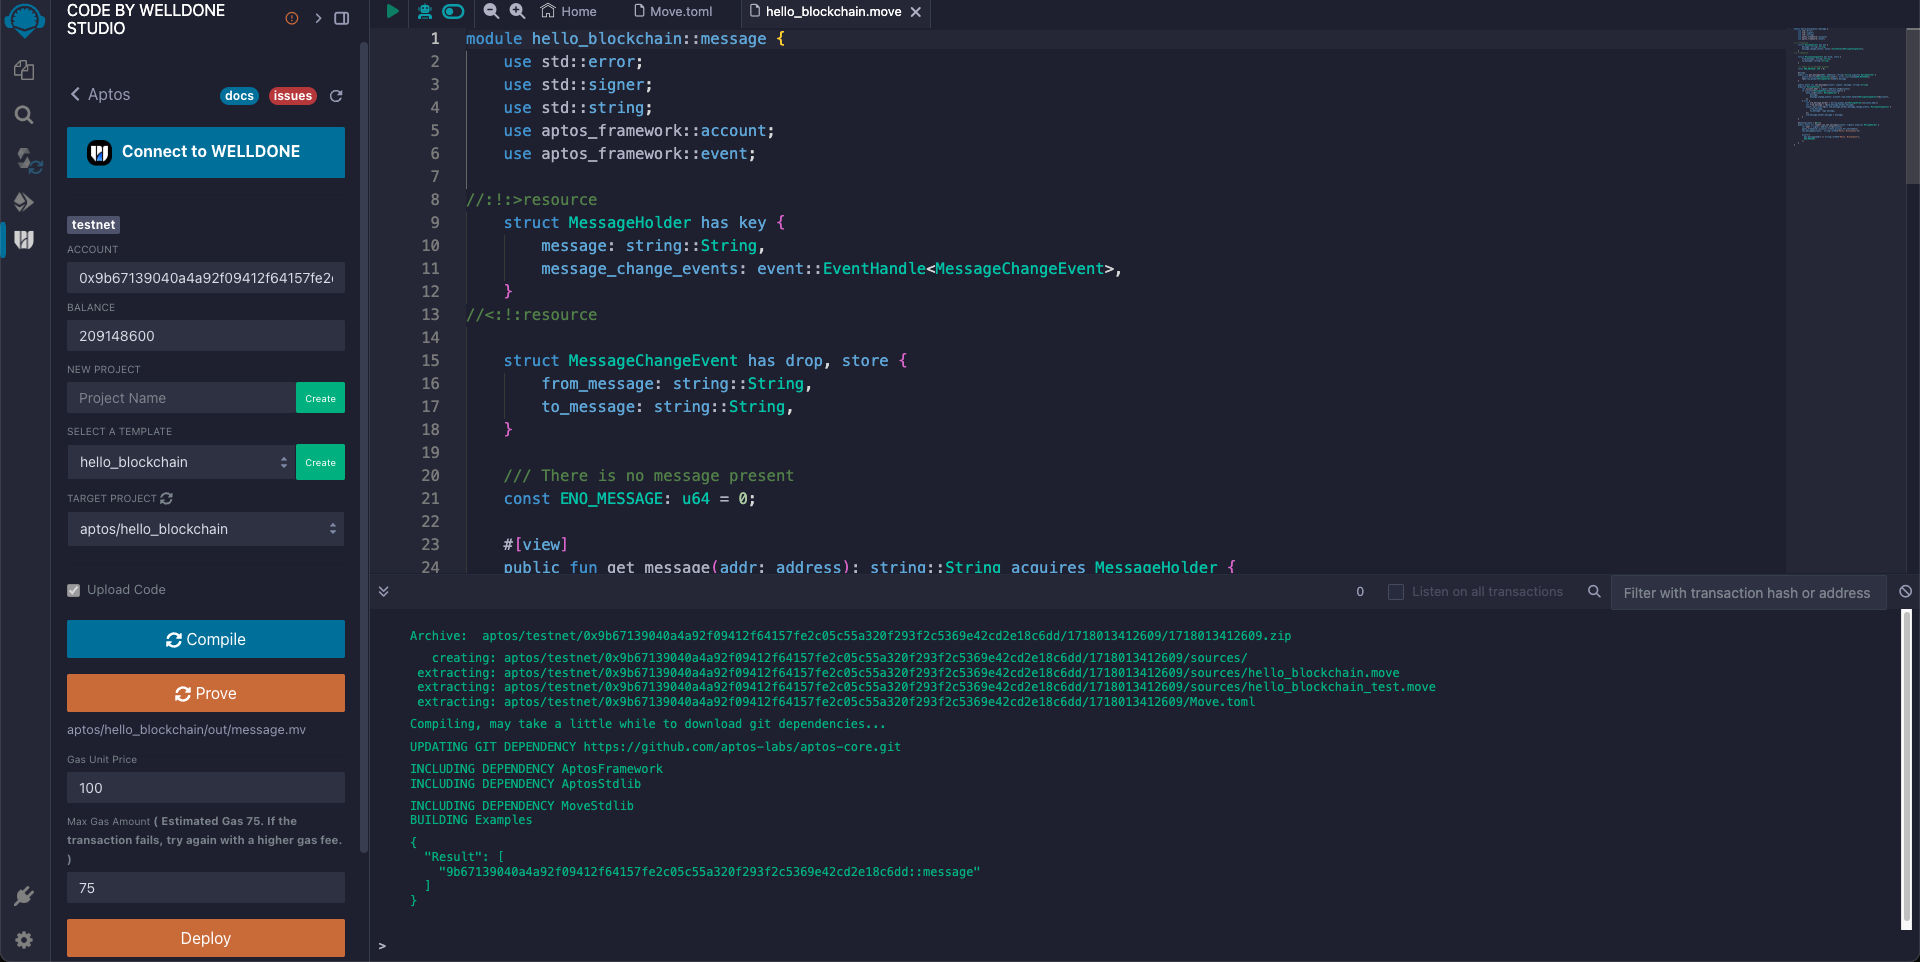 CODE BY WELLDONE
STUDIO
Aptos
docs
issues
Connect to WELLDONE
testnet
ACCOUNT
0x9b67139040a4a92f09412f64157fe2
BALANCE
209148600
NEW PROJECT
Project Name
Create
SELECT A TEMPLATE
hello_blockchain
Create
TARGET PROJECT
aptos/hello_blockchain
Upload Code
Compile
Prove
aptos/hello_blockchain/out/message.mv
Gas Unit Price
100
Max Gas Amount ( Estimated Gas 75. If the
transaction fails, try again with a higher gas fee.
)
75
Deploy
Home
Move.toml
hello_blockchain.move
1 module hello_blockchain::message {
2 use std::error;
3 use std::signer;
4 use std::string;
5 use aptos_framework::account;
6 use aptos_framework::event;
7
8 //:!:>resource
9 struct MessageHolder has key {
10 message: string::String,
11 message_change_events: event::EventHandle<MessageChangeEvent>,
12 }
13 //<:!:resource
14
15 struct MessageChangeEvent has drop, store {
16 from_message: string::String,
17 to_message: string::String,
18 }
19
20 /// There is no message present
21 const ENO_MESSAGE: u64 = 0;
22
23 #[view]
24 public fun get_message(addr: address): string::String acquires MessageHolder {
0
Listen on all transactions
Filter with transaction hash or address
Archive: aptos/testnet/0x9b67139040a4a92f09412f64157fe2c05c55a320f293f2c5369e42cd2e18c6dd/1718013412609/1718013412609.zip
creating: aptos/testnet/0x9b67139040a4a92f09412f64157fe2c05c55a320f293f2c5369e42cd2e18c6dd/1718013412609/sources/
extracting: aptos/testnet/0x9b67139040a4a92f09412f64157fe2c05c55a320f293f2c5369e42cd2e18c6dd/1718013412609/sources/hello_blockchain.move
extracting: aptos/testnet/0x9b67139040a4a92f09412f64157fe2c05c55a320f293f2c5369e42cd2e18c6dd/1718013412609/sources/hello_blockchain_test.move
extracting: aptos/testnet/0x9b67139040a4a92f09412f64157fe2c05c55a320f293f2c5369e42cd2e18c6dd/1718013412609/Move.toml
Compiling, may take a little while to download git dependencies...
UPDATING GIT DEPENDENCY https://github.com/aptos-labs/aptos-core.git
INCLUDING DEPENDENCY AptosFramework
INCLUDING DEPENDENCY AptosStdlib
INCLUDING DEPENDENCY MoveStdlib
BUILDING Examples
{
"Result": [
"9b67139040a4a92f09412f64157fe2c05c55a320f293f2c5369e42cd2e18c6dd::message"
]
}
>